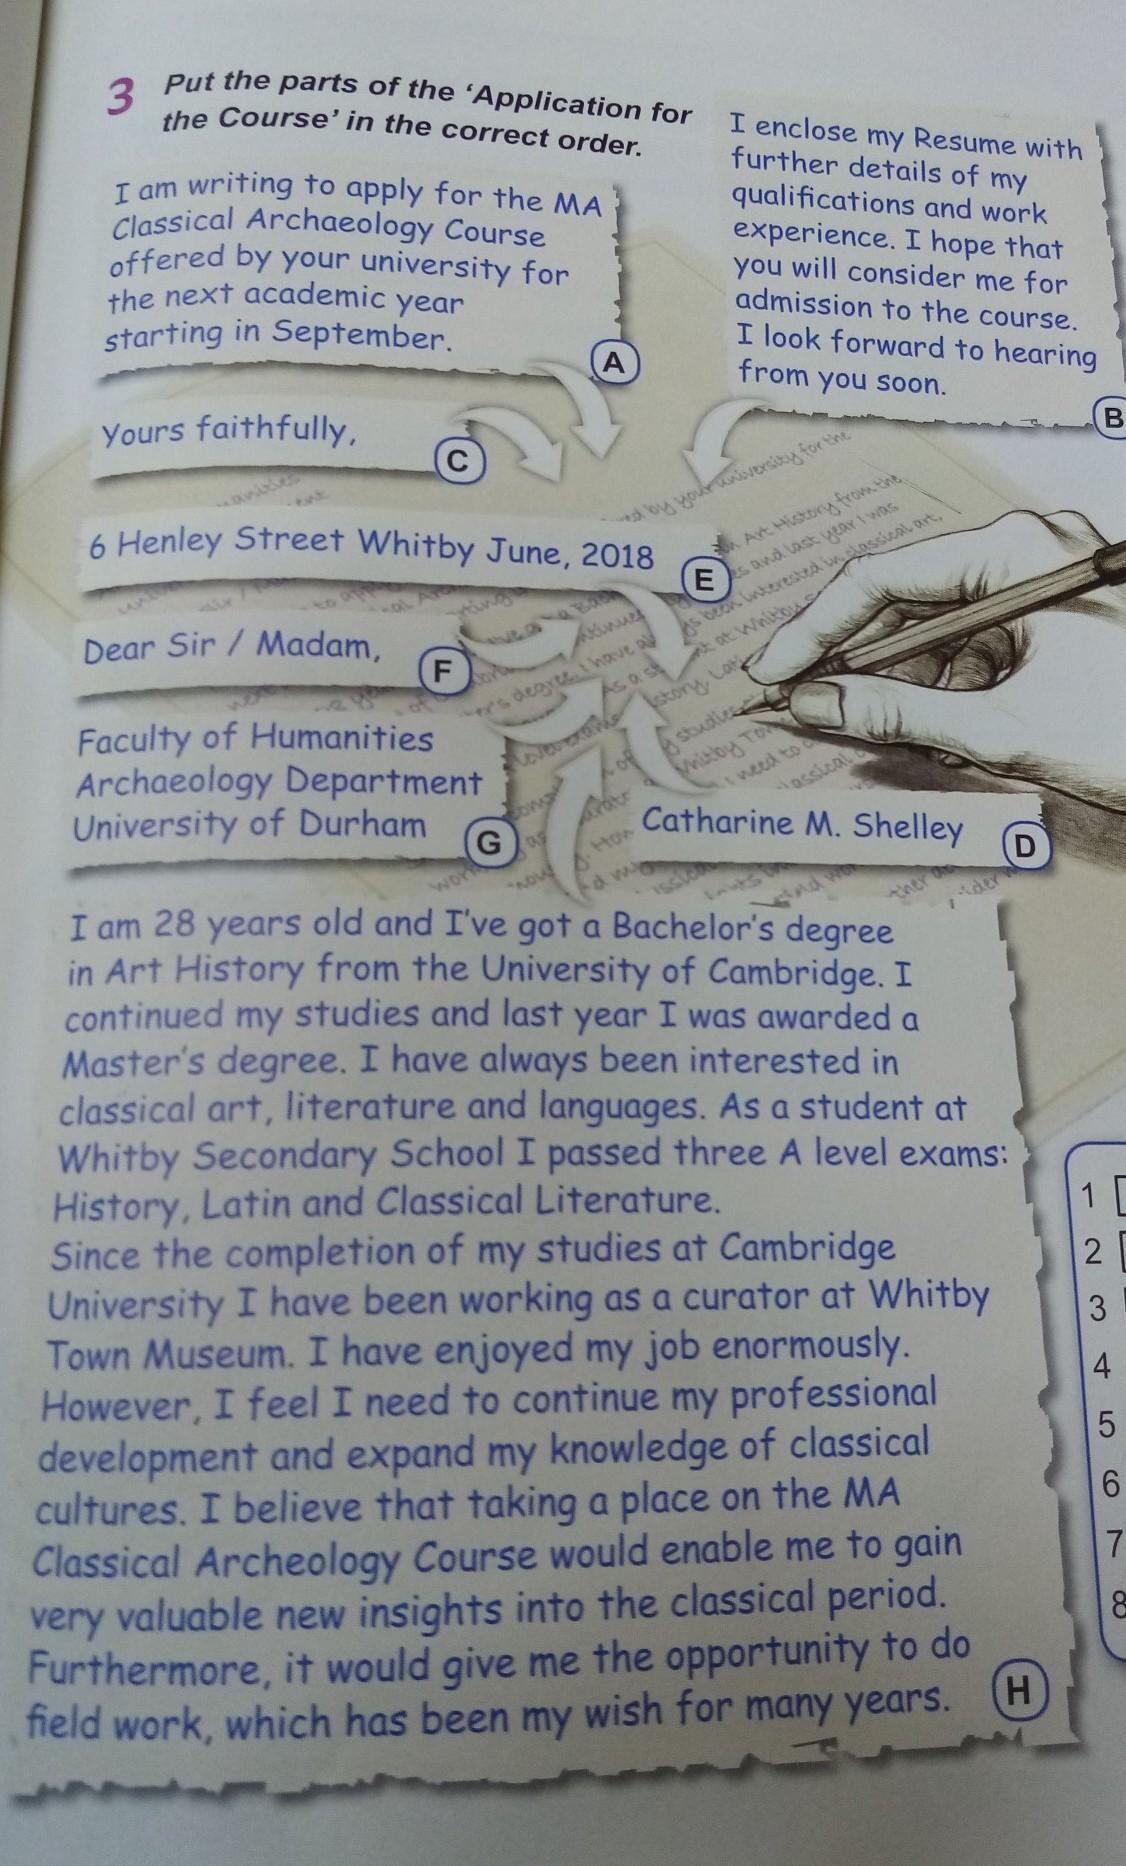 3 Put the parts of the ‘Application for
the Course’ in the correct order.
I am writing to apply for the MA
Classical Archaeology Course
offered by your university for
the next academic year
starting in September.
A
I enclose my Resume with
further details of my
qualifications and work
experience. I hope that
you will consider me for
admission to the course.
I look forward to hearing
from you soon.
B
Yours faithfully,
C
6 Henley Street Whitby June, 2018
E
Dear Sir / Madam,
F
Faculty of Humanities
Archaeology Department
University of Durham
G
Catharine M. Shelley
D
I am 28 years old and I've got a Bachelor's degree
in Art History from the University of Cambridge. I
continued my studies and last year I was awarded a
Master's degree. I have always been interested in
classical art, literature and languages. As a student at
Whitby Secondary School I passed three A level exams:
History, Latin and Classical Literature.
Since the completion of my studies at Cambridge
University I have been working as a curator at Whitby
Town Museum. I have enjoyed my job enormously.
However, I feel I need to continue my professional
development and expand my knowledge of classical
cultures. I believe that taking a place on the MA
Classical Archeology Course would enable me to gain
very valuable new insights into the classical period.
Furthermore, it would give me the opportunity to do
field work, which has been my wish for many years.
H
1
2
3
4
5
6
7
8